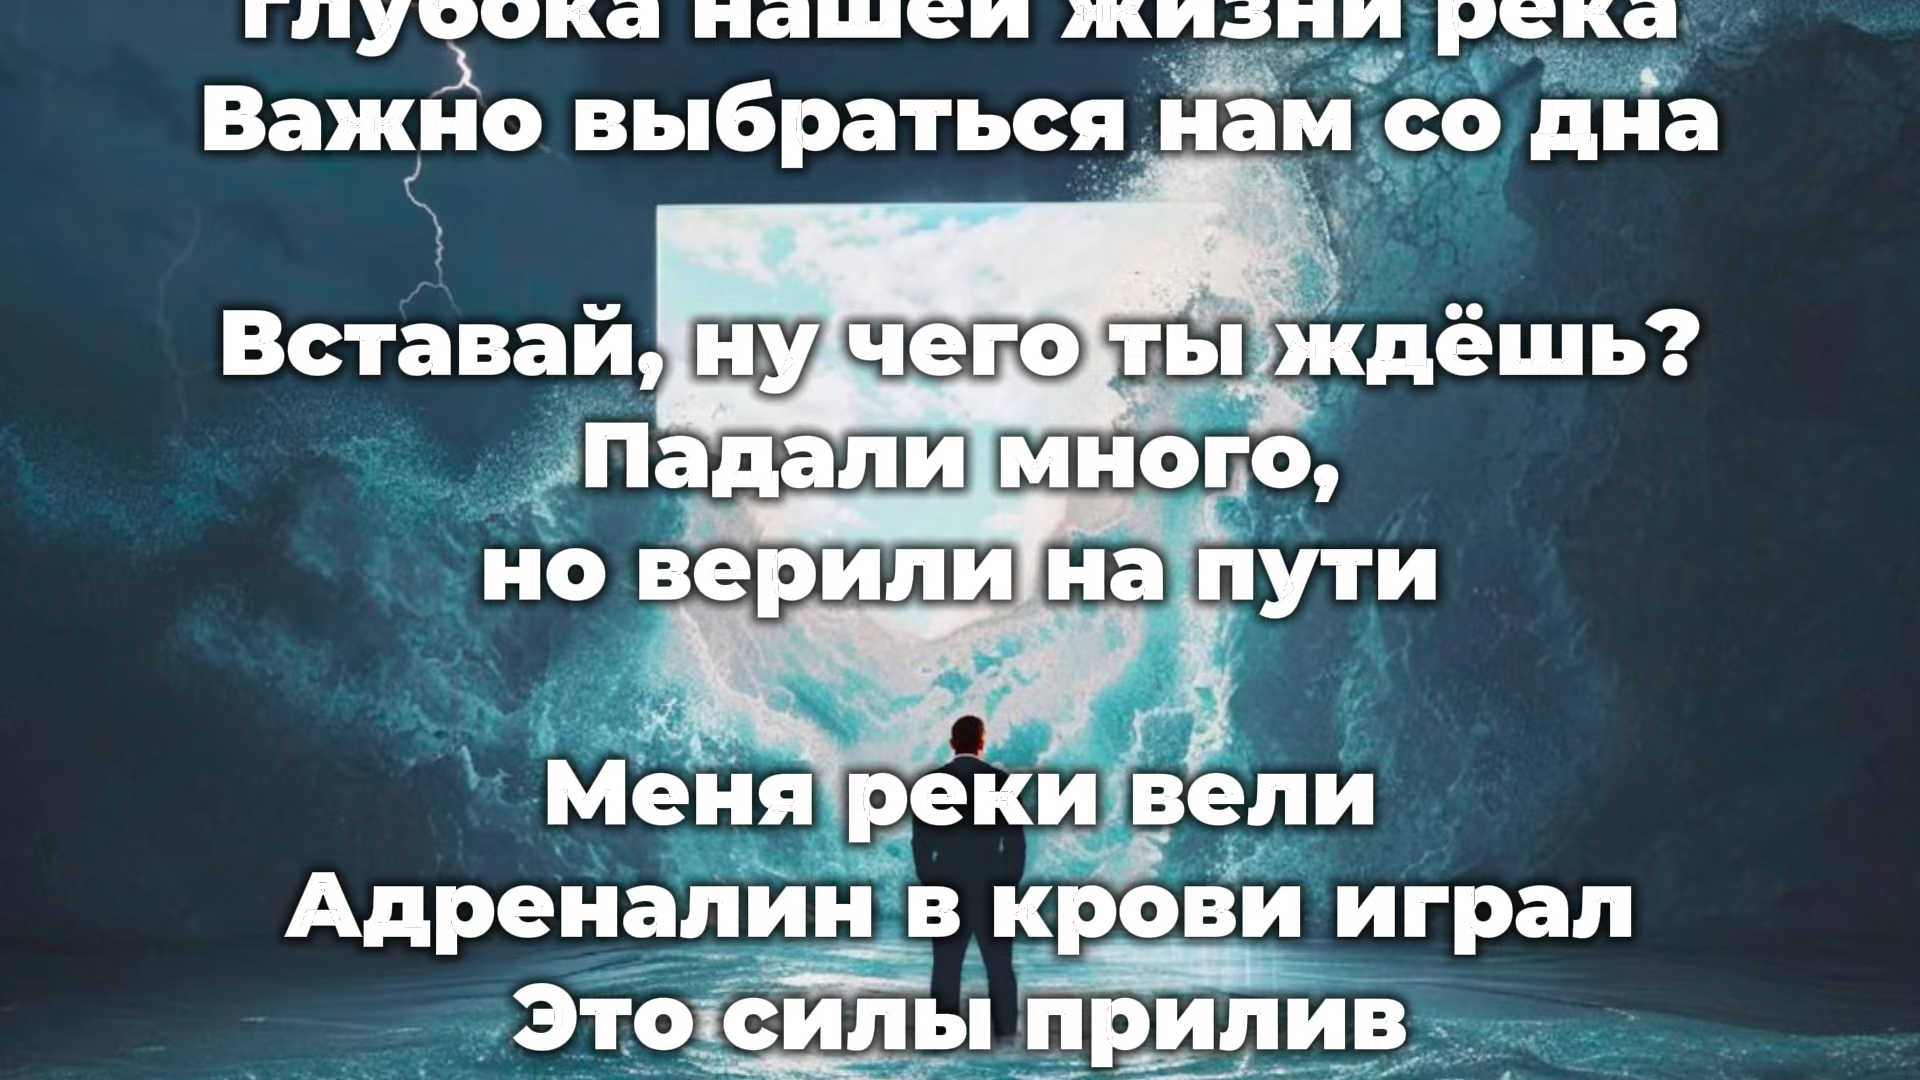 глубока нашей жизни река
Важно выбраться нам со дна
Вставай, ну чего ты ждёшь?
Падали много,
но верили на пути
Меня реки вели
Адреналин в крови играл
Это силы прилив